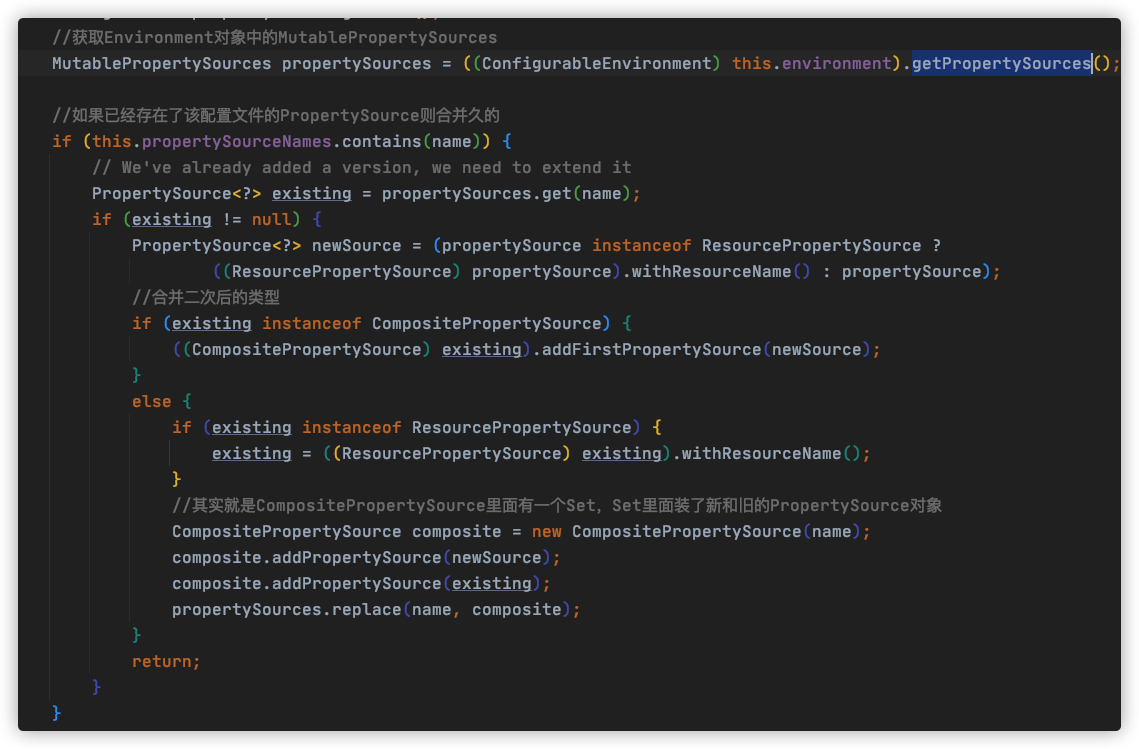 //获取Environment对象中的MutablePropertySources
MutablePropertySources propertySources = ((ConfigurableEnvironment) this.environment).getPropertySources();
//如果已经存在了该配置文件的PropertySource则合并久的
if (this.propertySourceNames.contains(name)) {
// We've already added a version, we need to extend it
PropertySource<?> existing = propertySources.get(name);
if (existing != null) {
PropertySource<?> newSource = (propertySource instanceof ResourcePropertySource ?
((ResourcePropertySource) propertySource).withResourceName() : propertySource);
//合并二次后的类型
if (existing instanceof CompositePropertySource) {
((CompositePropertySource) existing).addFirstPropertySource(newSource);
}
else {
if (existing instanceof ResourcePropertySource) {
existing = ((ResourcePropertySource) existing).withResourceName();
}
//其实就是CompositePropertySource里面有一个Set，Set里面装了新和旧的PropertySource对象
CompositePropertySource composite = new CompositePropertySource(name);
composite.addPropertySource(newSource);
composite.addPropertySource(existing);
propertySources.replace(name, composite);
}
return;
}
}